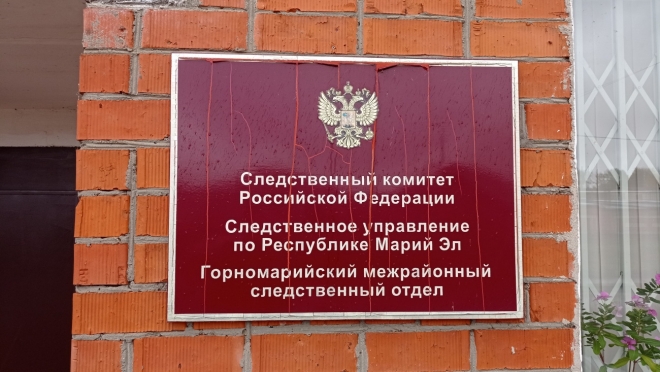 Следственный комитет
Российской Федерации
Следственное управление
по Республике Марий Эл
Горномарийский межрайонный
следственный отдел